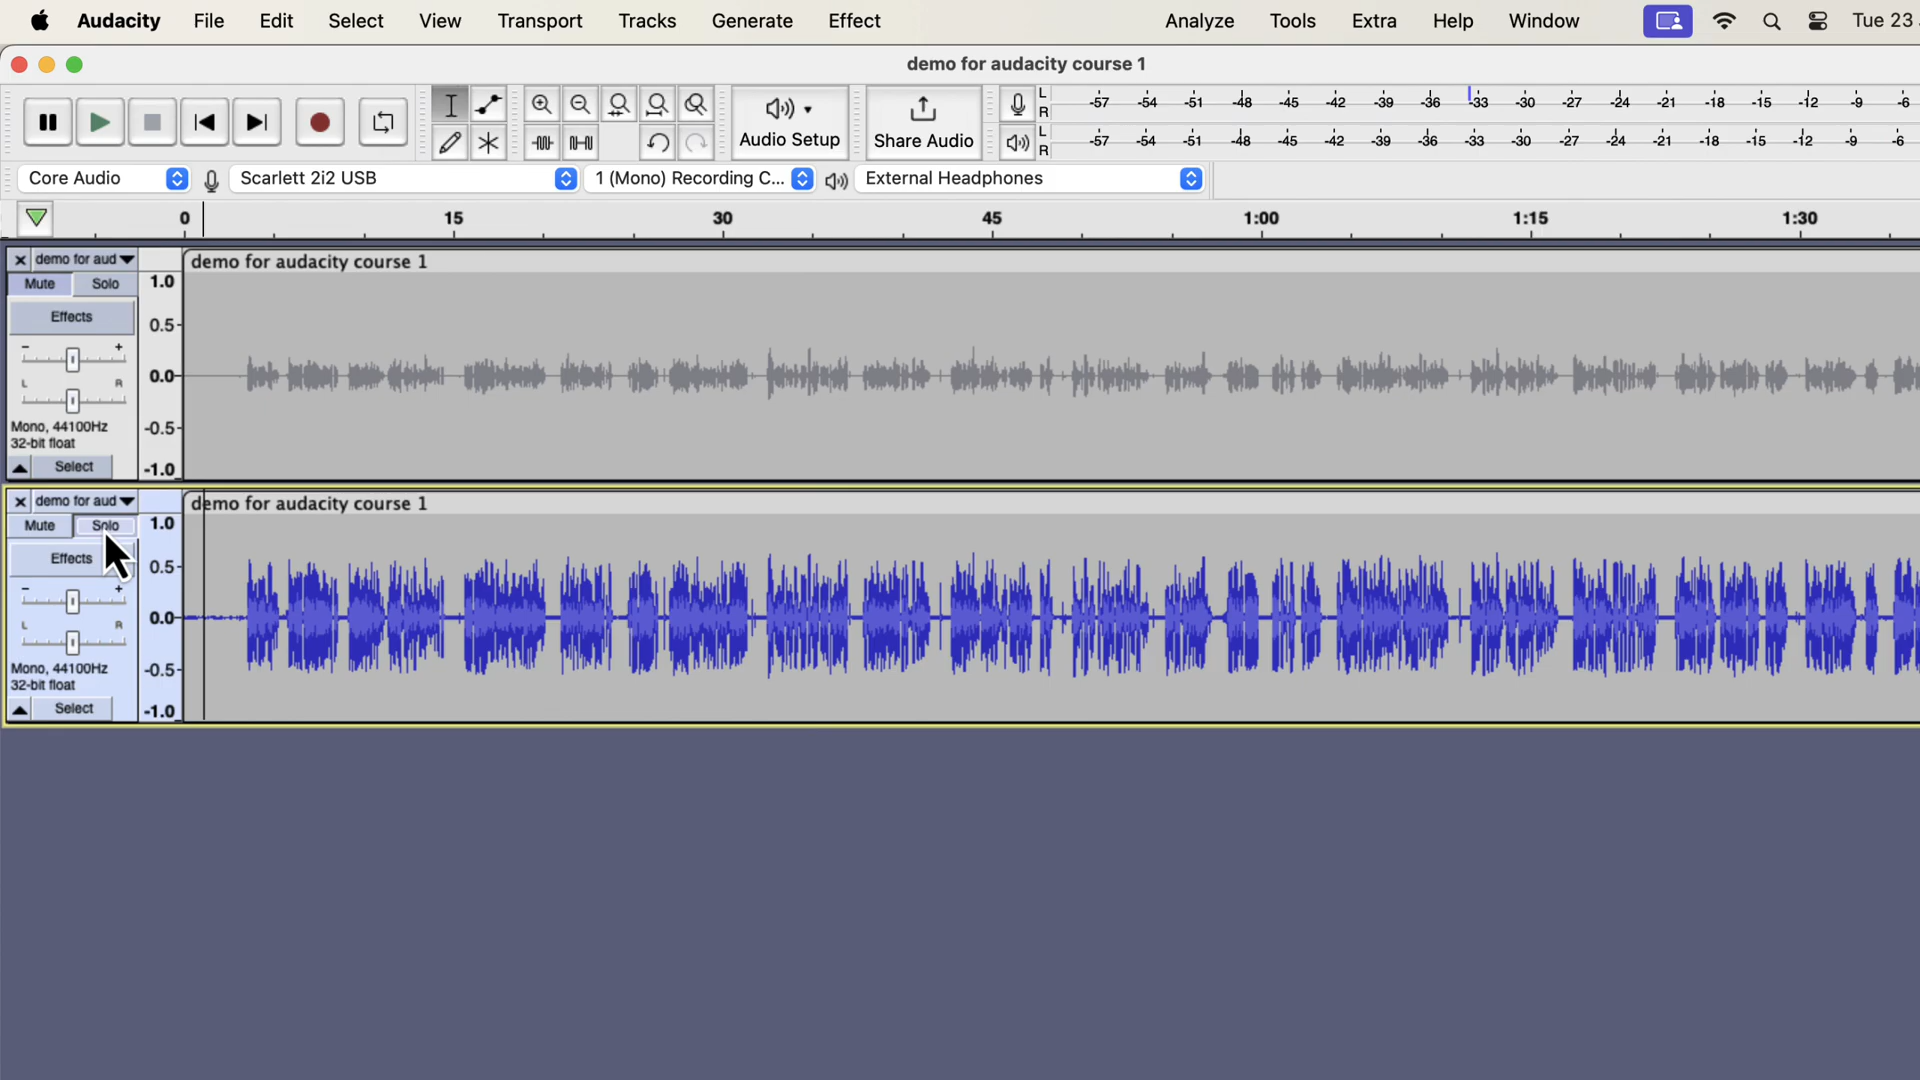 Audacity File Edit Select View Transport Tracks Generate Effect Analyze Tools Extra Help Window Tue 23
demo for audacity course 1
L -57 -54 -51 -48 -45 -42 -39 -36 -33 -30 -27 -24 -21 -18 -15 -12 -9 -6
R
Audio Setup Share Audio
L -57 -54 -51 -48 -45 -42 -39 -36 -33 -30 -27 -24 -21 -18 -15 -12 -9 -6
R
Core Audio Scarlett 2i2 USB 1 (Mono) Recording C... External Headphones
0 15 30 45 1:00 1:15 1:30
demo for aud demo for audacity course 1
Mute Solo 1.0
Effects 0.5
- +
L R 0.0
Mono, 44100Hz -0.5
32-bit float
Select -1.0
demo for aud demo for audacity course 1
Mute Solo 1.0
Effects 0.5
- +
L R 0.0
Mono, 44100Hz -0.5
32-bit float
Select -1.0